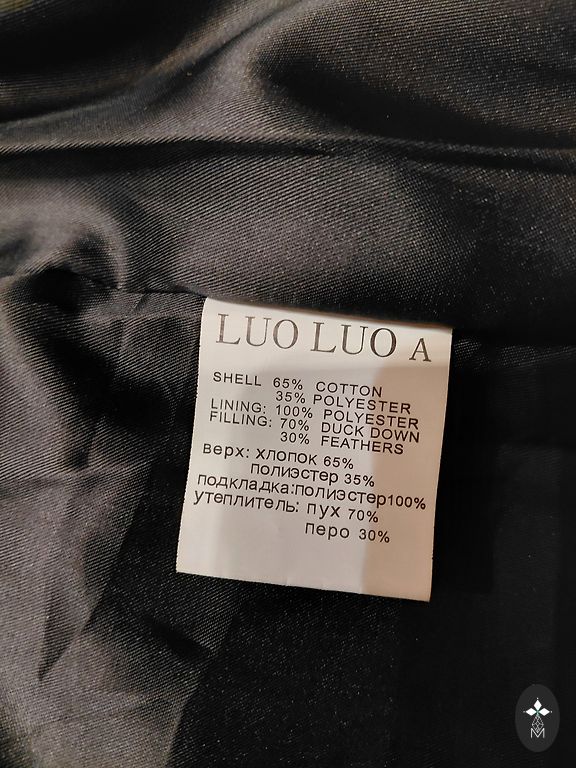 LUO LUO A
SHELL 65% COTTON
35% POLYESTER
LINING: 100% POLYESTER
FILLING: 70% DUCK DOWN
30% FEATHERS
верх: хлопок 65%
полиэстер 35%
подкладка:полиэстер100%
утеплитель: пух 70%
перо 30%
M